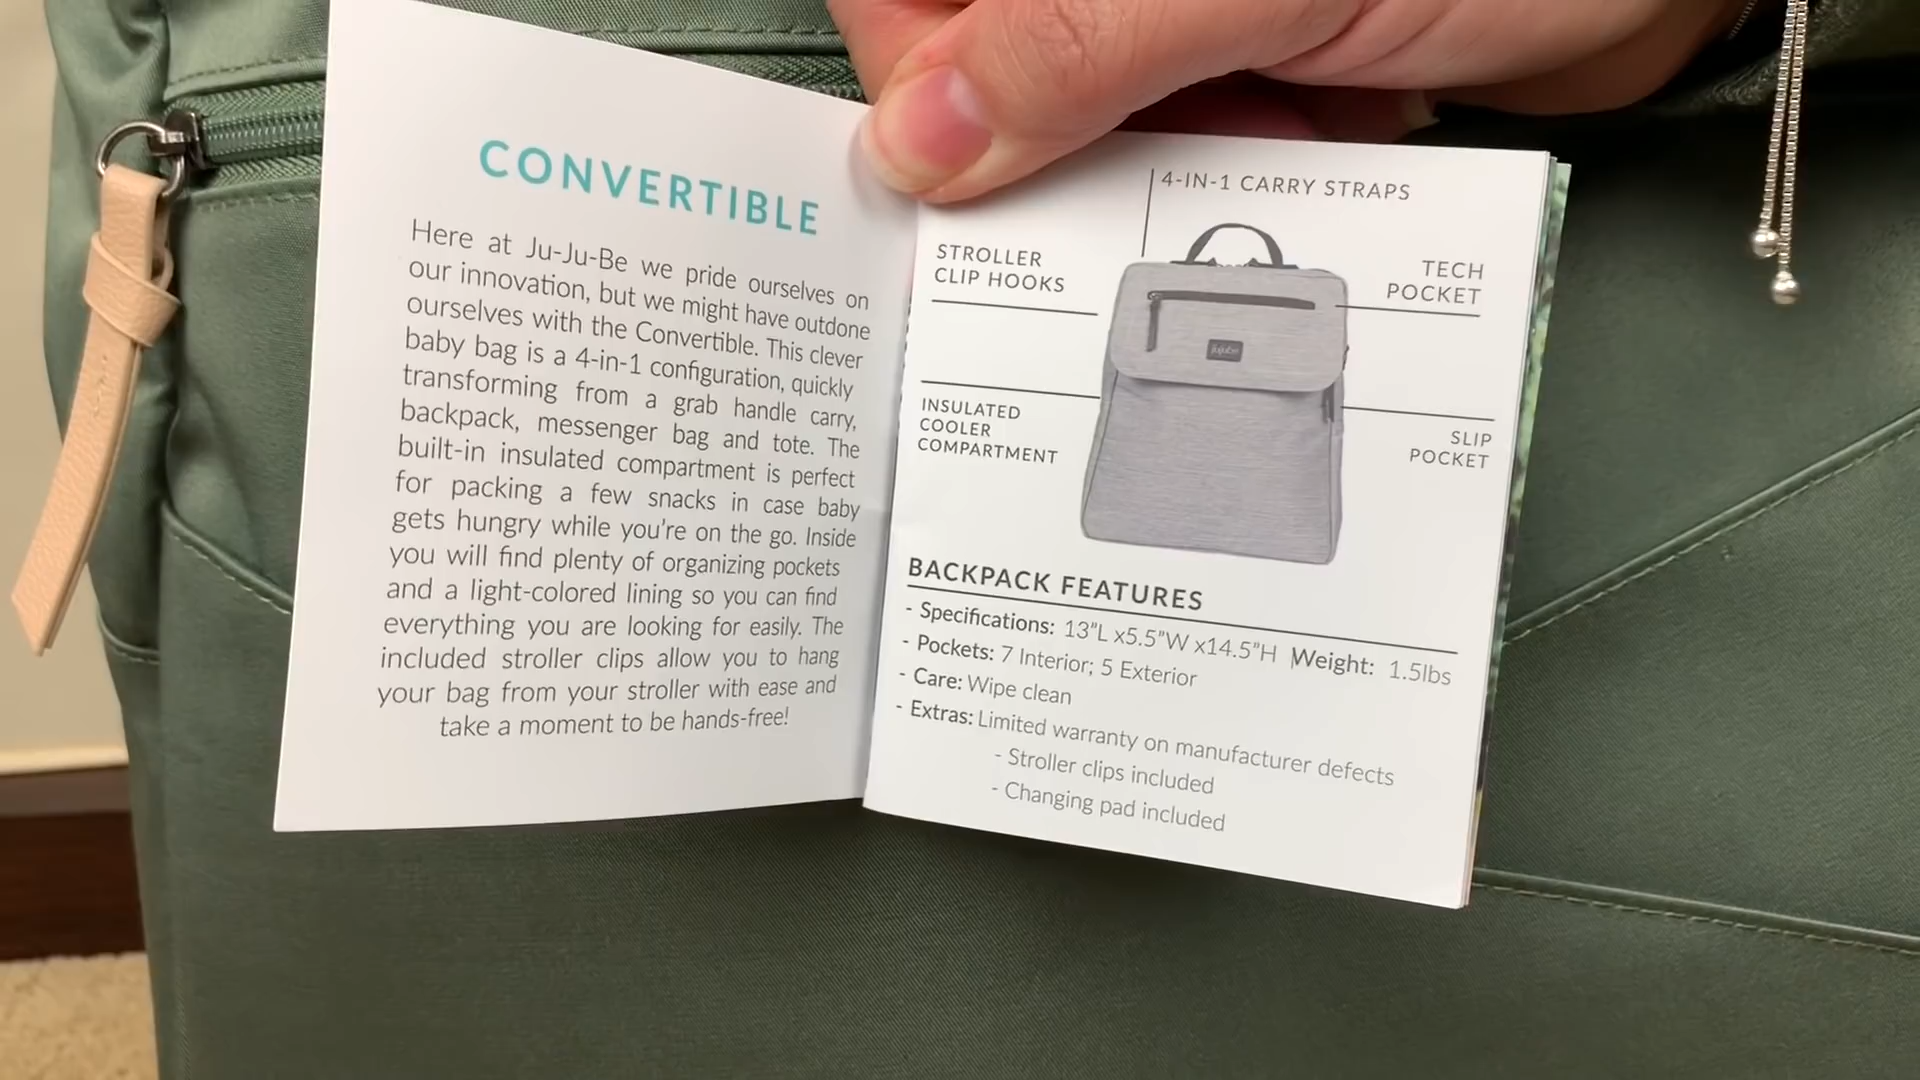 CONVERTIBLE
Here at Ju-Ju-Be we pride ourselves on
our innovation, but we might have outdone
ourselves with the Convertible. This clever
baby bag is a 4-in-1 configuration, quickly
transforming from a grab handle carry,
backpack, messenger bag and tote. The
built-in insulated compartment is perfect
for packing a few snacks in case baby
gets hungry while you're on the go. Inside
you will find plenty of organizing pockets
and a light-colored lining so you can find
everything you are looking for easily. The
included stroller clips allow you to hang
your bag from your stroller with ease and
take a moment to be hands-free!
4-IN-1 CARRY STRAPS
STROLLER
CLIP HOOKS
TECH
POCKET
jujube
INSULATED
COOLER
COMPARTMENT
SLIP
POCKET
BACKPACK FEATURES
- Specifications: 13"L x5.5"W x14.5"H Weight: 1.5lbs
- Pockets: 7 Interior; 5 Exterior
- Care: Wipe clean
- Extras: Limited warranty on manufacturer defects
- Stroller clips included
- Changing pad included